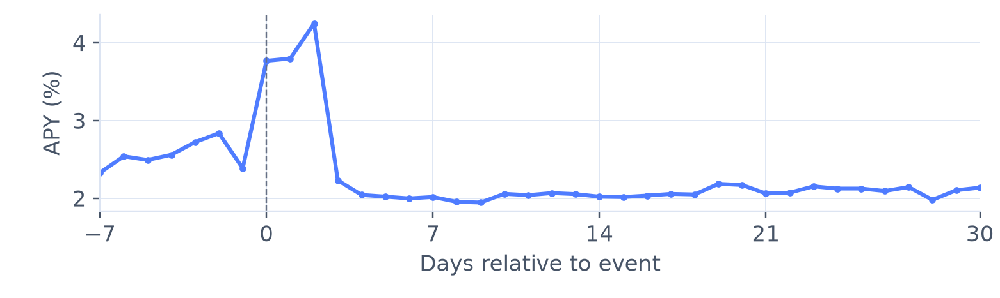 APY (%)
4
3
2
−7 0 7 14 21 30
Days relative to event